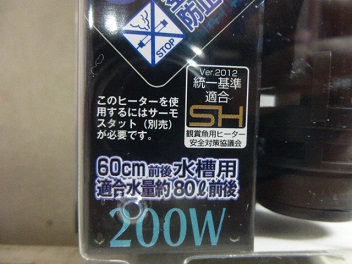 防止
STOP
Ver.2012
統一基準
適合
SH
観賞魚用ヒーター
安全対策協議会
このヒーターを使
用するにはサーモ
スタット（別売）
が必要です。
60cm前後水槽用
適合水量約80ℓ前後
200W